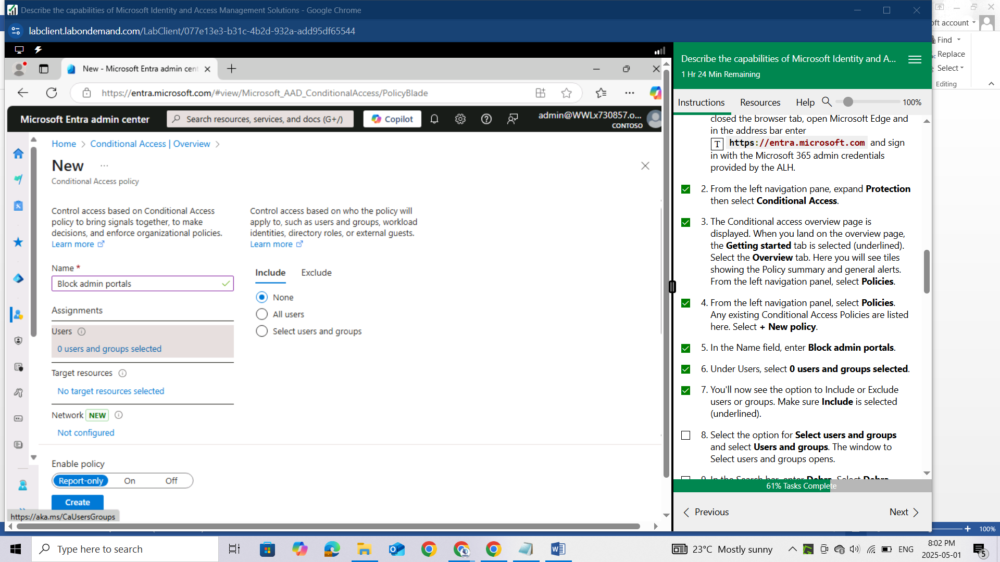 Describe the capabilities of Microsoft Identity and Access Management Solutions - Google Chrome
labclient.labondemand.com/LabClient/077e13e3-b31c-4b2d-932a-add95df65544
New - Microsoft Entra admin cent
https://entra.microsoft.com/#view/Microsoft_AAD_ConditionalAccess/PolicyBlade
Microsoft Entra admin center
Search resources, services, and docs (G+/)
Copilot
admin@WWLx730857.o...
CONTOSO
Home > Conditional Access | Overview >
New ...
Conditional Access policy
Control access based on Conditional Access
policy to bring signals together, to make
decisions, and enforce organizational policies.
Learn more
Name *
Block admin portals
Assignments
Users
0 users and groups selected
Target resources
No target resources selected
Network NEW
Not configured
Enable policy
Report-only On Off
Create
https://aka.ms/CaUsersGroups
Control access based on who the policy will
apply to, such as users and groups, workload
identities, directory roles, or external guests.
Learn more
Include Exclude
None
All users
Select users and groups
Describe the capabilities of Microsoft Identity and A...
1 Hr 24 Min Remaining
Instructions Resources Help 100%
closed the browser tab, open Microsoft Edge and
in the address bar enter
T https://entra.microsoft.com and sign
in with the Microsoft 365 admin credentials
provided by the ALH.
2. From the left navigation pane, expand Protection
then select Conditional Access.
3. The Conditional access overview page is
displayed. When you land on the overview page,
the Getting started tab is selected (underlined).
Select the Overview tab. Here you will see tiles
showing the Policy summary and general alerts.
From the left navigation panel, select Policies.
4. From the left navigation panel, select Policies.
Any existing Conditional Access Policies are listed
here. Select + New policy.
5. In the Name field, enter Block admin portals.
6. Under Users, select 0 users and groups selected.
7. You'll now see the option to Include or Exclude
users or groups. Make sure Include is selected
(underlined).
8. Select the option for Select users and groups
and select Users and groups. The window to
Select users and groups opens.
9. In the Search bar, enter Debra. Select Debra
61% Tasks Complete
Previous
Next
oft account
Find
Replace
Select
Editing
100%
Type here to search
23°C Mostly sunny
ENG
8:02 PM
2025-05-01
5